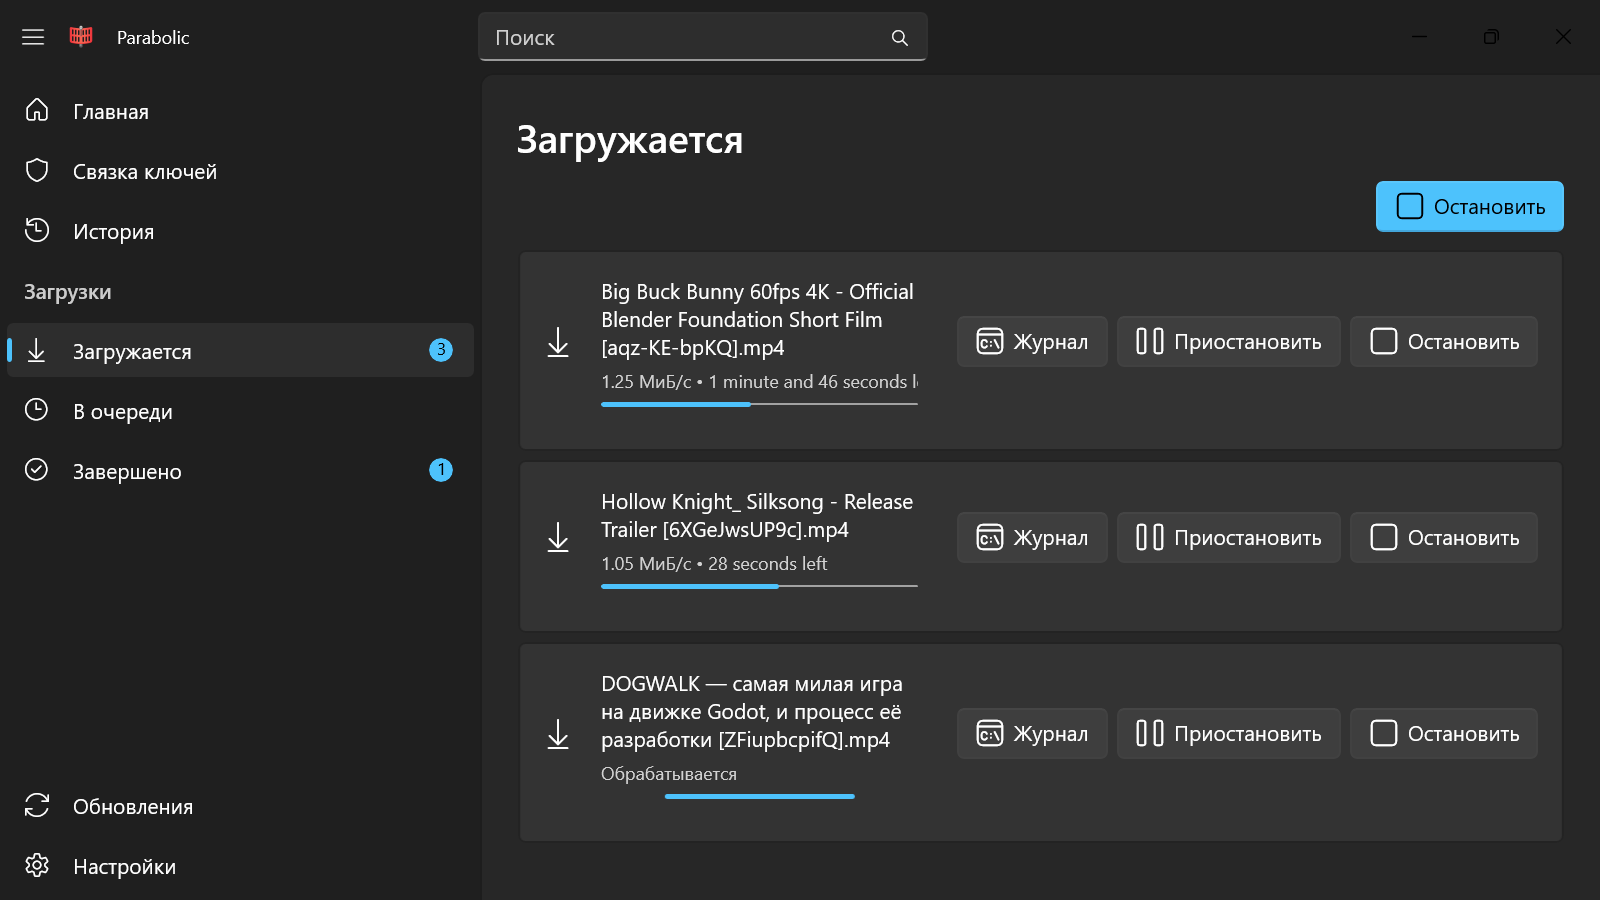 Parabolic
Поиск
Главная
Связка ключей
История
Загрузки
Загружается 3
В очереди
Завершено 1
Обновления
Настройки
Загружается
Остановить
Big Buck Bunny 60fps 4K - Official
Blender Foundation Short Film
[aqz-KE-bpKQ].mp4
1.25 МиБ/с • 1 minute and 46 seconds l
Журнал Приостановить Остановить
Hollow Knight_ Silksong - Release
Trailer [6XGeJwsUP9c].mp4
1.05 МиБ/с • 28 seconds left
Журнал Приостановить Остановить
DOGWALK — самая милая игра
на движке Godot, и процесс её
разработки [ZFiupbcpifQ].mp4
Обрабатывается
Журнал Приостановить Остановить